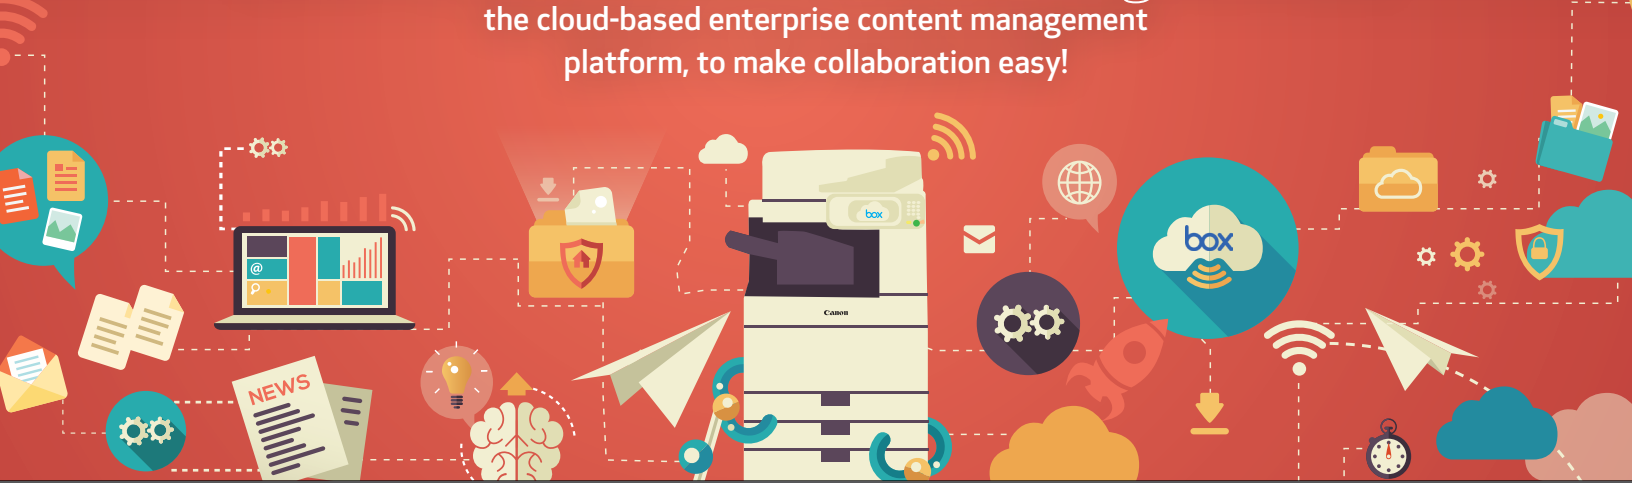 the cloud-based enterprise content management
platform, to make collaboration easy!
box
box
@
Canon
NEWS